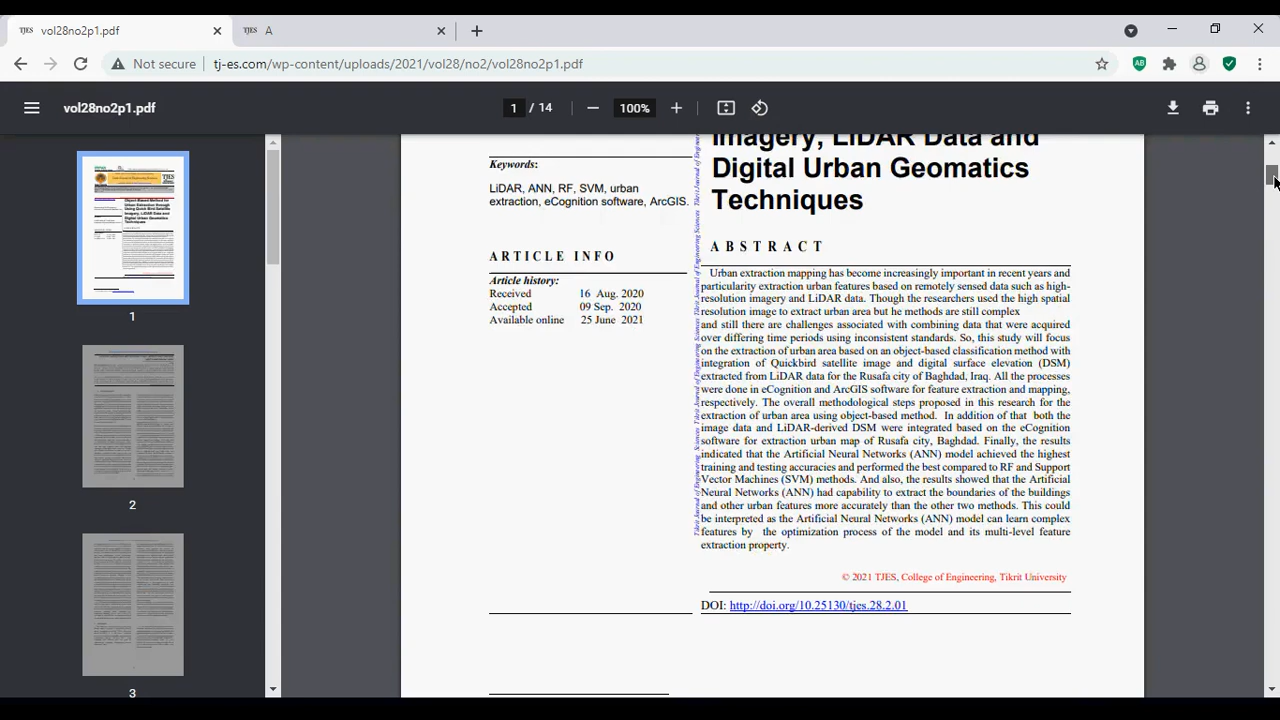 vol28no2p1.pdf
TJES A
Not secure tj-es.com/wp-content/uploads/2021/vol28/no2/vol28no2p1.pdf
AB
vol28no2p1.pdf
1 / 14
100%
1
2
3
Keywords:
LiDAR, ANN, RF, SVM, urban
extraction, eCognition software, ArcGIS.
ARTICLE INFO
Article history:
Received 16 Aug. 2020
Accepted 09 Sep. 2020
Available online 25 June 2021
Tikrit Journal of Engineering Sciences Tikrit Journal of Engineering Sciences Tikrit Journal of Engineering
Imagery, LiDAR Data and
Digital Urban Geomatics
Techniques
ABSTRACT
Urban extraction mapping has become increasingly important in recent years and
particularity extraction urban features based on remotely sensed data such as high-
resolution imagery and LiDAR data. Though the researchers used the high spatial
resolution image to extract urban area but he methods are still complex
and still there are challenges associated with combining data that were acquired
over differing time periods using inconsistent standards. So, this study will focus
on the extraction of urban area based on an object-based classification method with
integration of Quickbird satellite image and digital surface elevation (DSM)
extracted from LiDAR data for the Rusafa city of Baghdad, Iraq. All the processes
were done in eCognition and ArcGIS software for feature extraction and mapping,
respectively. The overall methodological steps proposed in this research for the
extraction of urban area using object-based method. In addition of that both the
image data and LiDAR-derived DSM were integrated based on the eCognition
software for extraction urban map of Rusafa city, Baghdad. Finally, the results
indicated that the Artificial Neural Networks (ANN) model achieved the highest
training and testing accuracies and performed the best compared to RF and Support
Vector Machines (SVM) methods. And also, the results showed that the Artificial
Neural Networks (ANN) had capability to extract the boundaries of the buildings
and other urban features more accurately than the other two methods. This could
be interpreted as the Artificial Neural Networks (ANN) model can learn complex
features by the optimization process of the model and its multi-level feature
extraction property.
© 2021 TJES, College of Engineering, Tikrit University
DOI: http://doi.org/10.25130/tjes.28.2.01